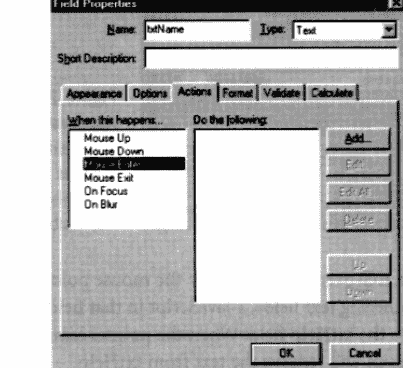 Field Properties
Name: txtName Type: Text
Short Description:
Appearance Options Actions Format Validate Calculate
When this happens... Do the following:
Mouse Up Add...
Mouse Down
Mouse Enter Edit
Mouse Exit Edit All
On Focus
On Blur Delete
Up
Down
OK Cancel